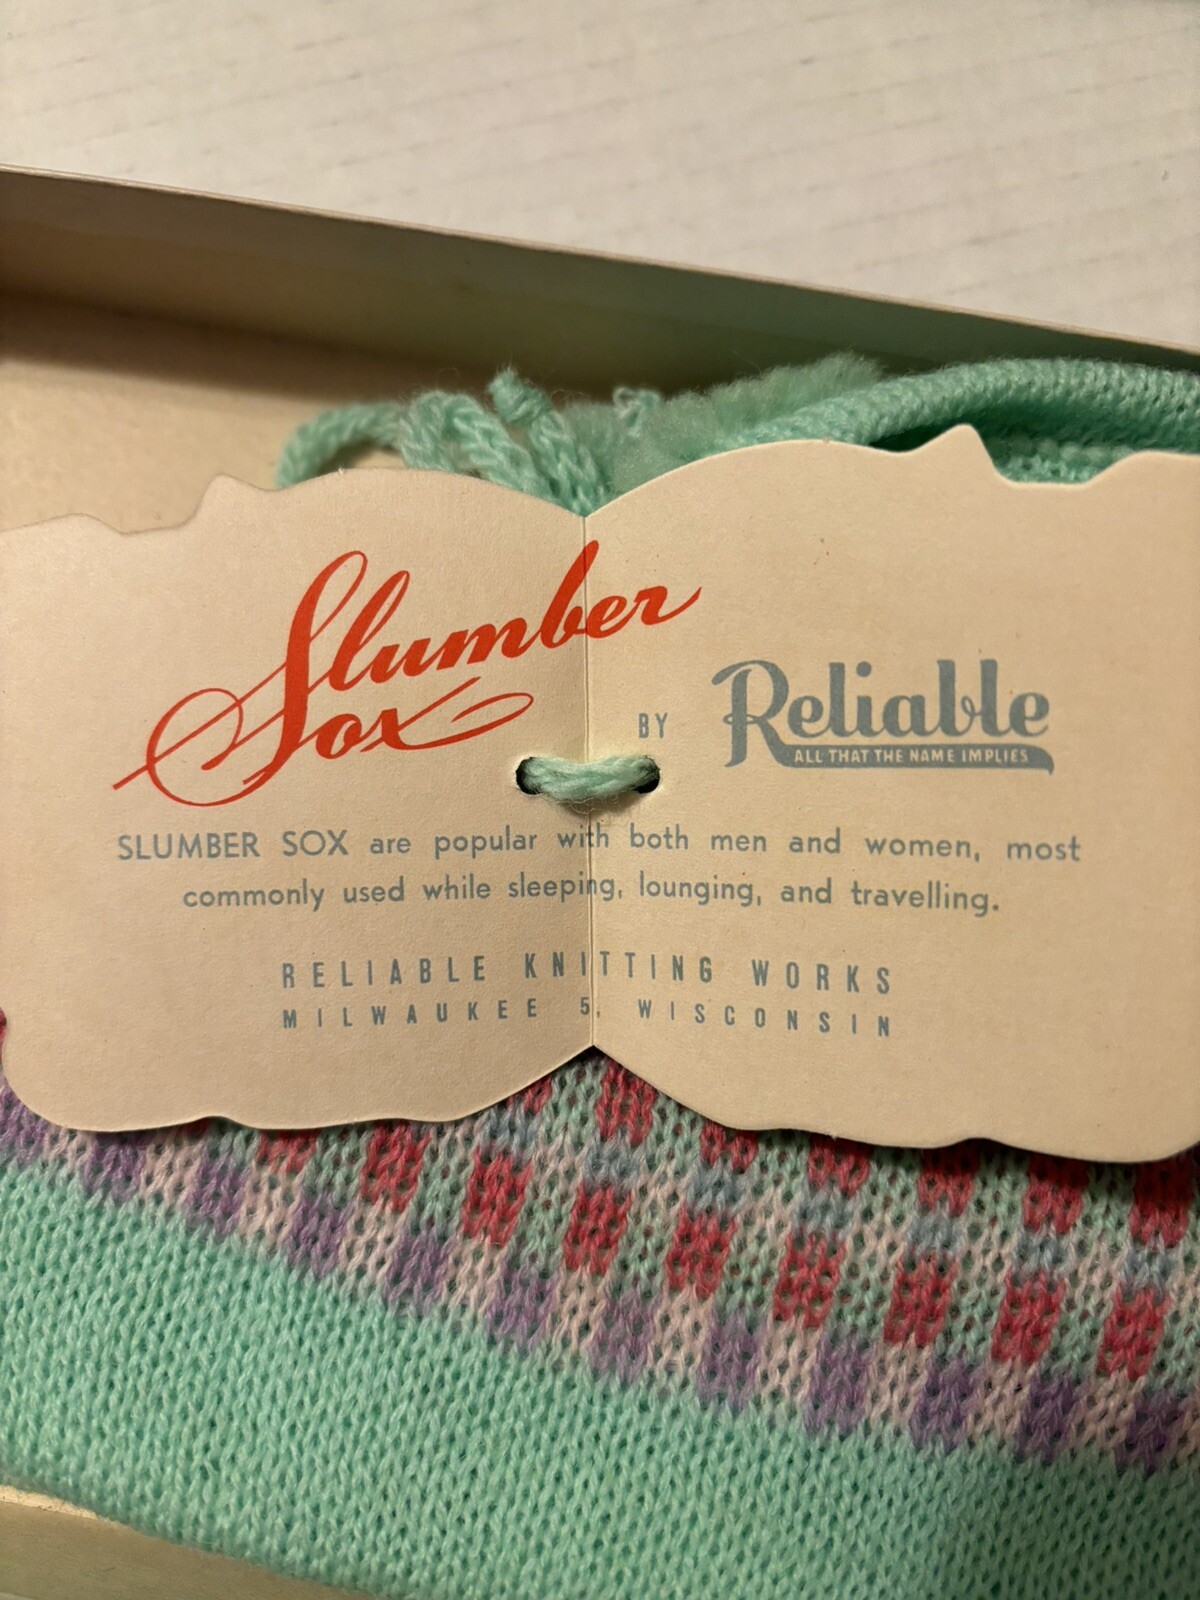 Slumber
Sox
BY Reliable
ALL THAT THE NAME IMPLIES
SLUMBER SOX are popular with both men and women, most
commonly used while sleeping, lounging, and travelling.
RELIABLE KNITTING WORKS
MILWAUKEE 5, WISCONSIN